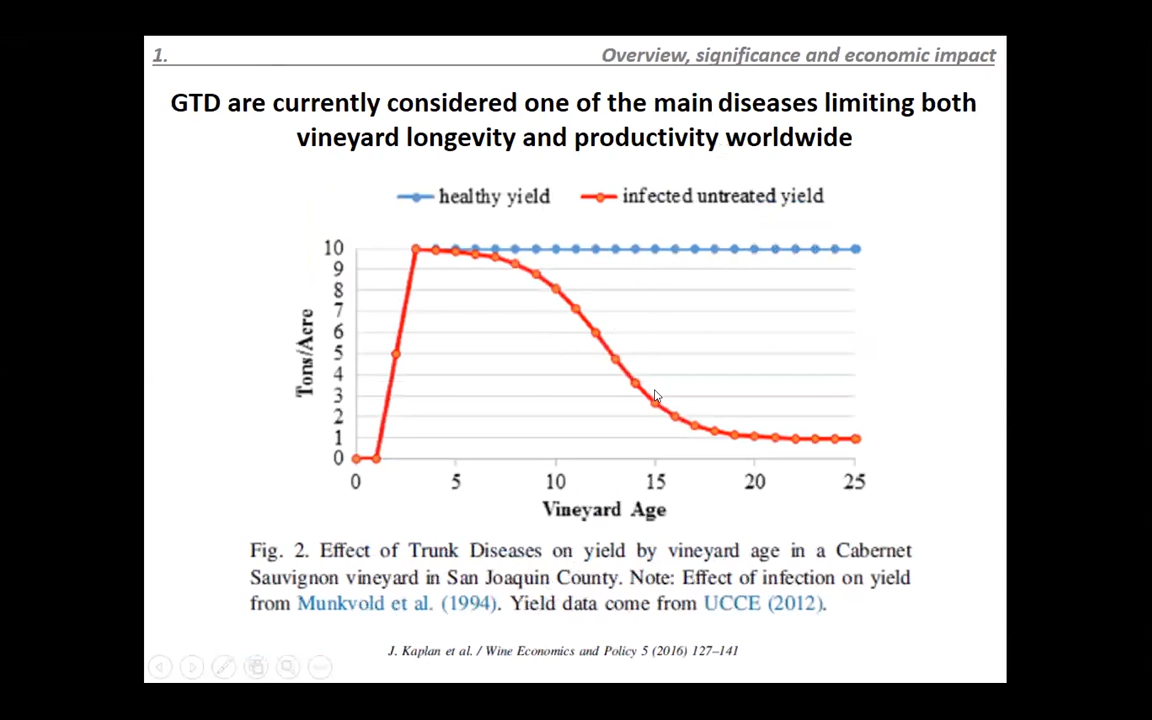 1. Overview, significance and economic impact
GTD are currently considered one of the main diseases limiting both
vineyard longevity and productivity worldwide
healthy yield infected untreated yield
10
9
8
7
6
5
4
3
2
1
0
Tons/Acre
0 5 10 15 20 25
Vineyard Age
Fig. 2. Effect of Trunk Diseases on yield by vineyard age in a Cabernet
Sauvignon vineyard in San Joaquin County. Note: Effect of infection on yield
from Munkvold et al. (1994). Yield data come from UCCE (2012).
J. Kaplan et al. / Wine Economics and Policy 5 (2016) 127–141